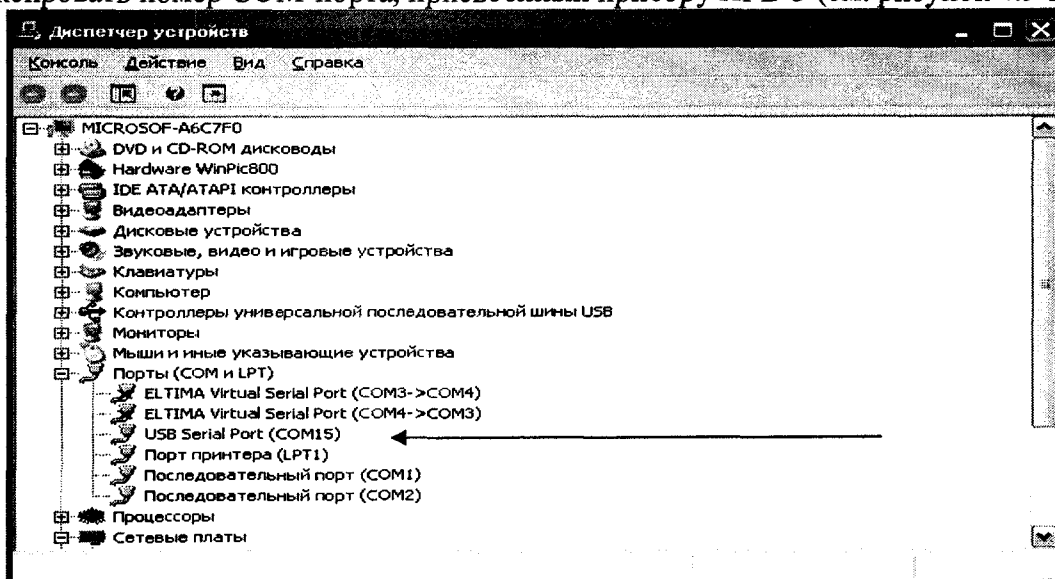 номер COM порта,
Диспетчер устройств
Консоль Действие Вид Справка
MICROSOF-A6C7F0
DVD и CD-ROM дисководы
Hardware WinPic800
IDE ATA/ATAPI контроллеры
Видеоадаптеры
Дисковые устройства
Звуковые, видео и игровые устройства
Клавиатуры
Компьютер
Контроллеры универсальной последовательной шины USB
Мониторы
Мыши и иные указывающие устройства
Порты (COM и LPT)
ELTIMA Virtual Serial Port (COM3->COM4)
ELTIMA Virtual Serial Port (COM4->COM3)
USB Serial Port (COM15)
Порт принтера (LPT1)
Последовательный порт (COM1)
Последовательный порт (COM2)
Процессоры
Сетевые платы